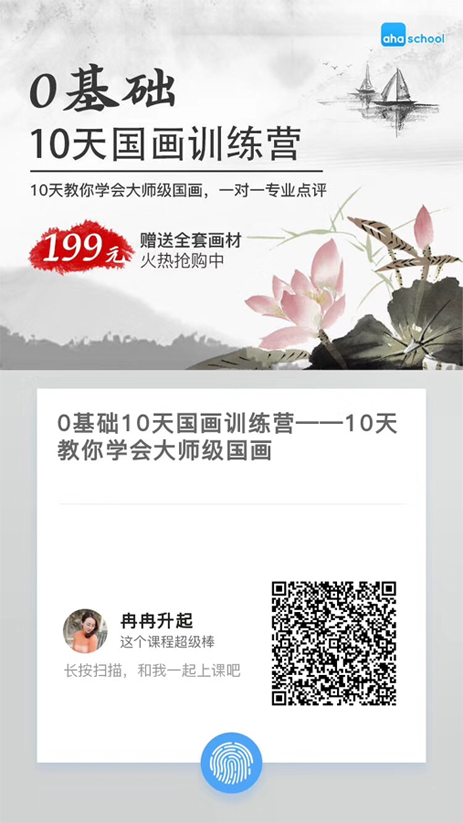 aha school
0基础
10天国画训练营
10天教你学会大师级国画，一对一专业点评
199元
赠送全套画材
火热抢购中
0基础10天国画训练营——10天
教你学会大师级国画
冉冉升起
这个课程超级棒
长按扫描，和我一起上课吧